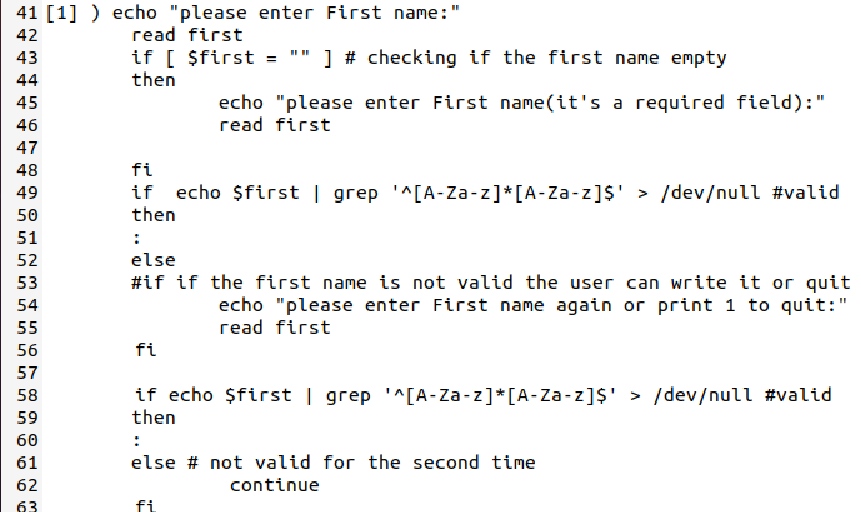 41 [1] ) echo "please enter First name:"
42 read first
43 if [ $first = "" ] # checking if the first name empty
44 then
45 echo "please enter First name(it's a required field):"
46 read first
47
48 fi
49 if  echo $first | grep '^[A-Za-z]*[A-Za-z]$' > /dev/null #valid
50 then
51 :
52 else
53 #if if the first name is not valid the user can write it or quit
54 echo "please enter First name again or print 1 to quit:"
55 read first
56 fi
57
58 if echo $first | grep '^[A-Za-z]*[A-Za-z]$' > /dev/null #valid
59 then
60 :
61 else # not valid for the second time
62 continue
63 fi